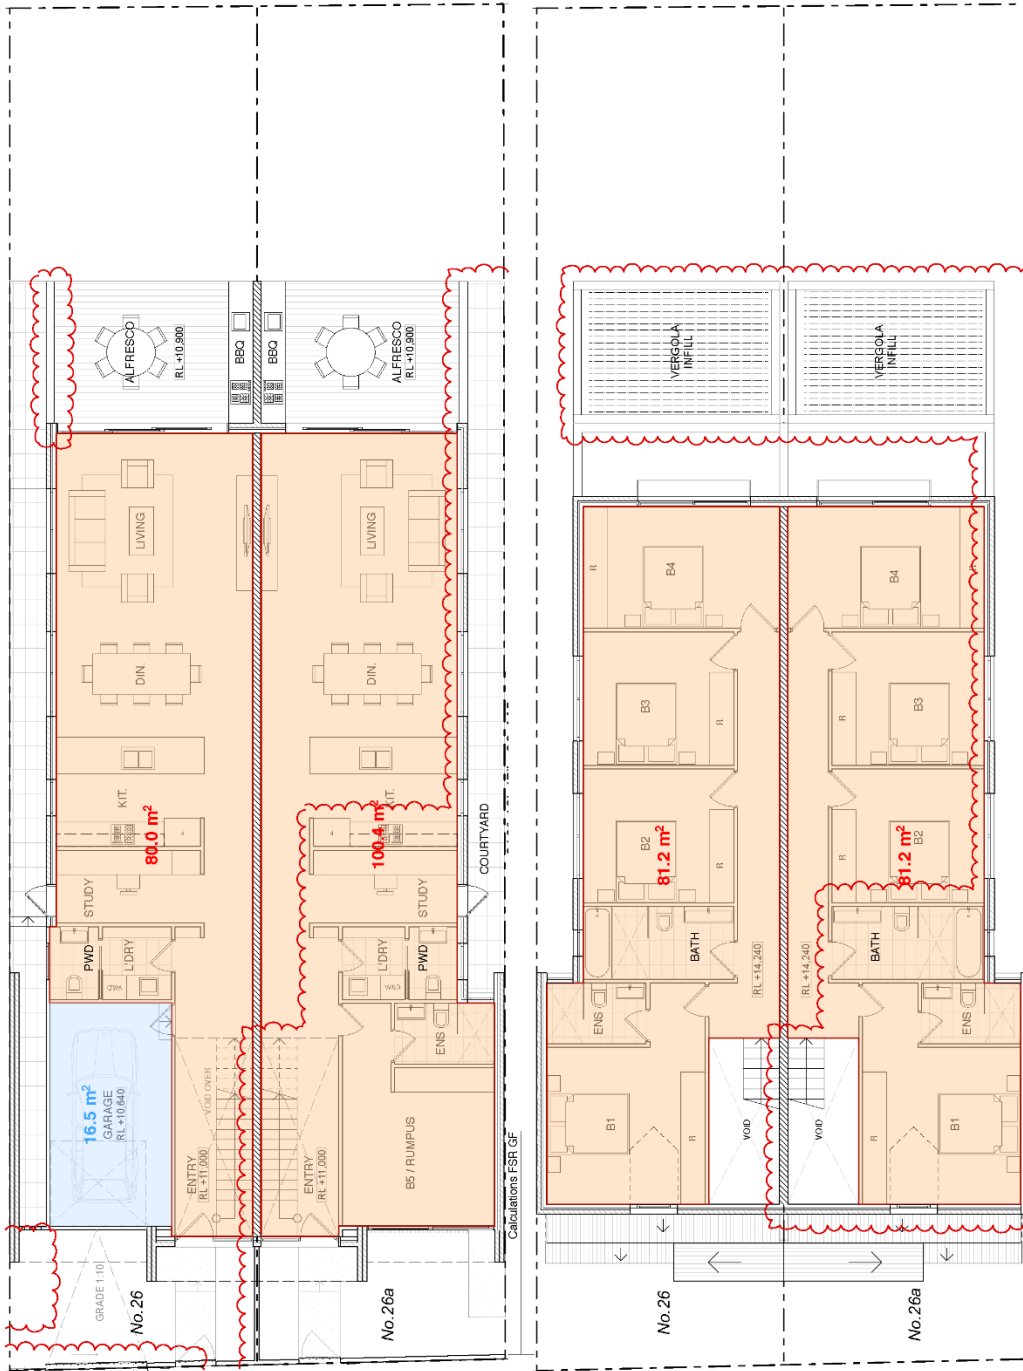 ALFRESCO
RL +10,900
BBQ
BBQ
ALFRESCO
RL +10,900
LIVING
LIVING
DIN.
DIN.
KIT.
80.0 m²
KIT.
100.4 m²
STUDY
STUDY
COURTYARD
PWD
L'DRY
L'DRY
PWD
W&D
16.5 m²
GARAGE
RL +10,640
VOID OVER
ENS
ENTRY
RL +11,000
ENTRY
RL +11,000
B5 / RUMPUS
Calculations FSR GF
GRADE 1:10
No.26
No.26a
VERGOLA
INFILL
VERGOLA
INFILL
R
B4
B4
R
B3
R
R
B3
B2
81.2 m²
R
R
B2
81.2 m²
BATH
RL +14,240
RL +14,240
BATH
ENS
ENS
B1
R
VOID
VOID
R
B1
No.26
No.26a